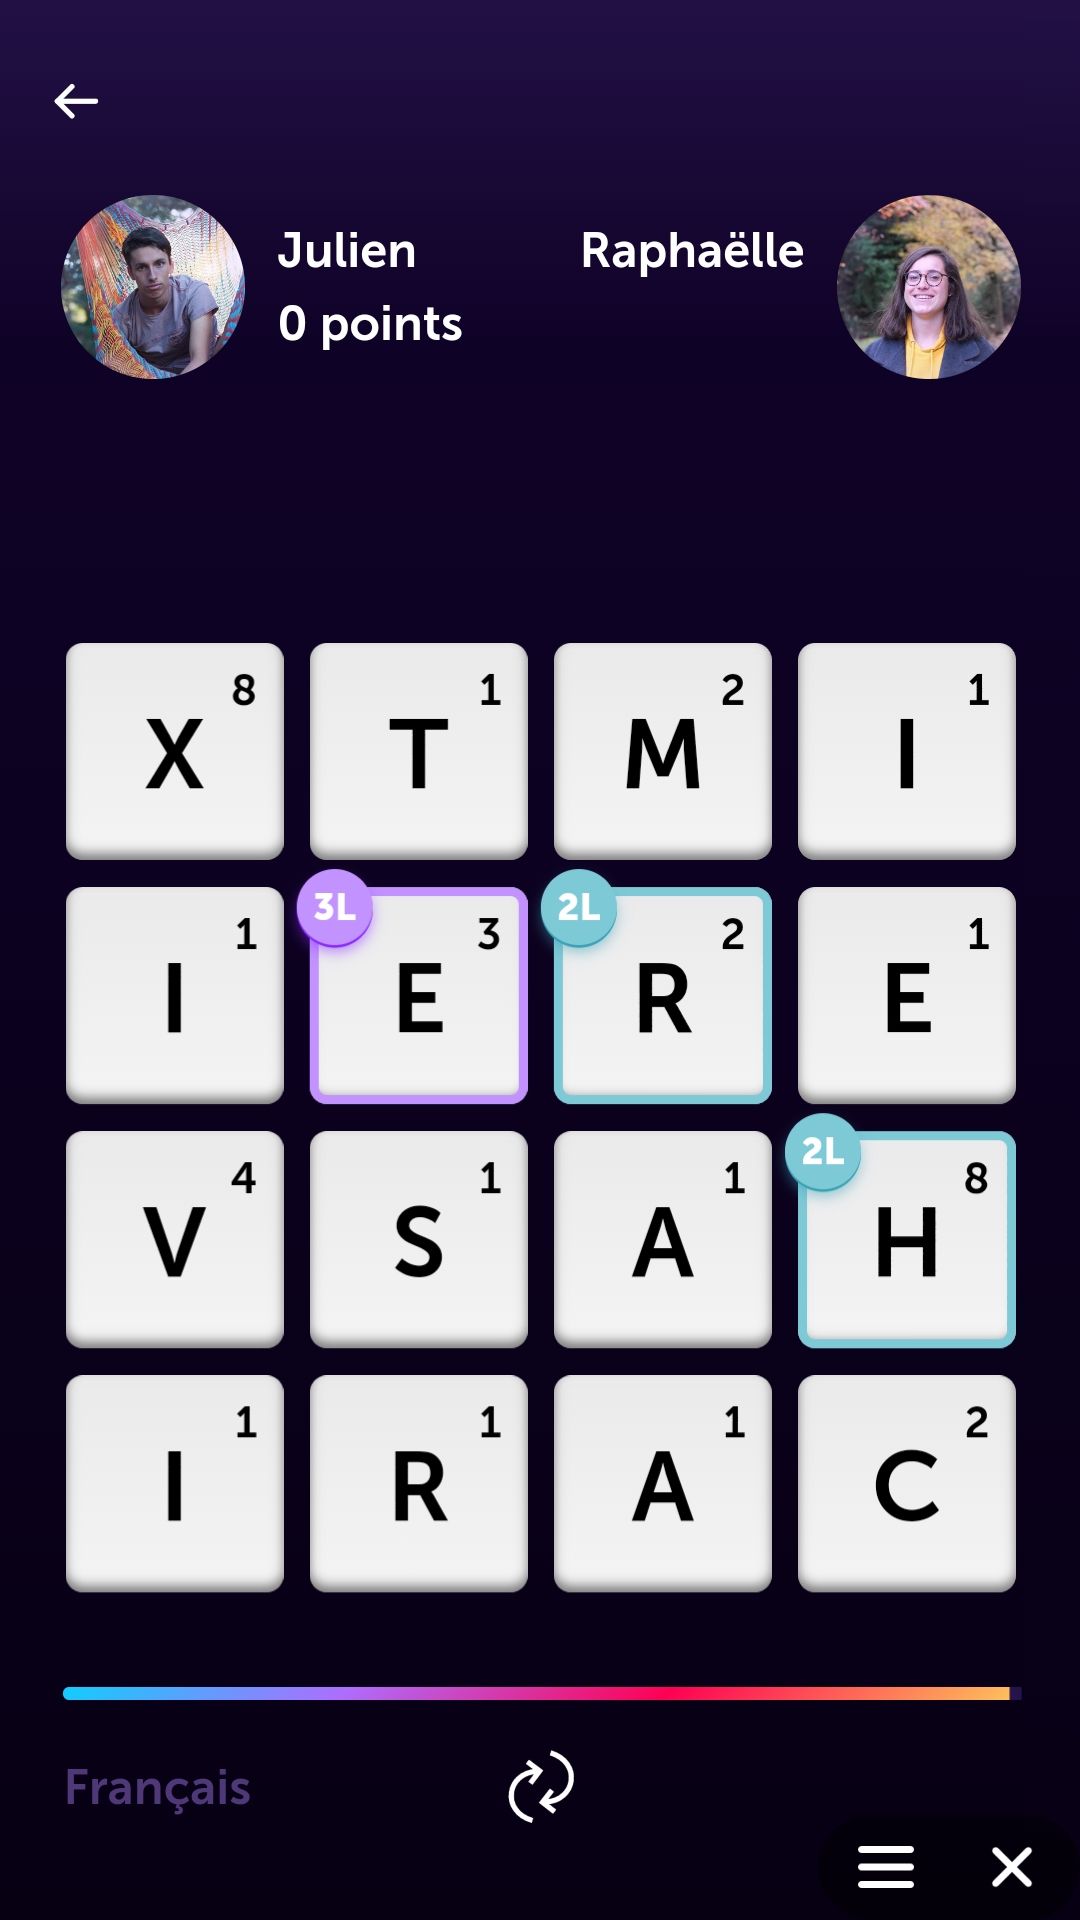 Julien
0 points
Raphaëlle
8 1 2 1
X T M I
3L 2L
1 3 2 1
I E R E
2L
4 1 1 8
V S A H
1 1 1 2
I R A C
Français